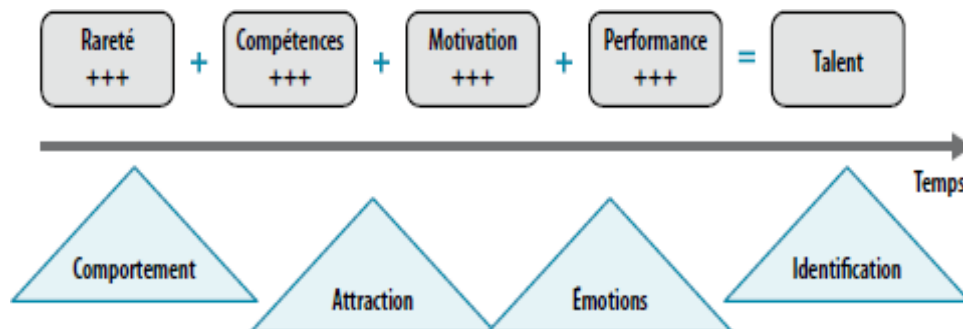 Rareté
+++
+
Compétences
+++
+
Motivation
+++
+
Performance
+++
=
Talent
Temps
Comportement
Attraction
Émotions
Identification